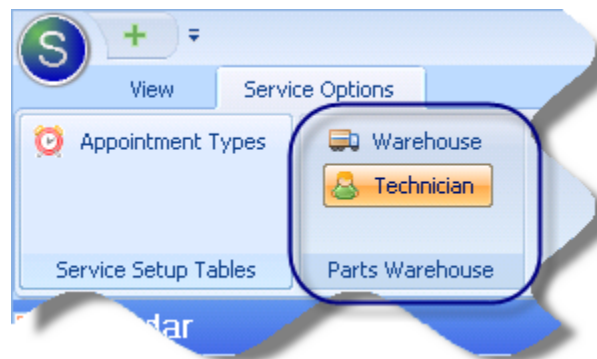 S
View Service Options
Appointment Types Warehouse
Technician
Service Setup Tables Parts Warehouse